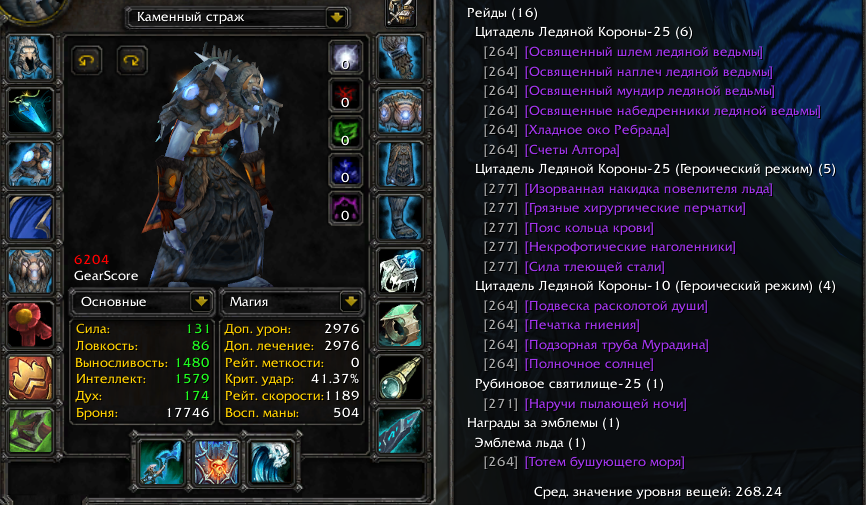 Каменный страж
0
0
0
0
0
6204
GearScore
Основные
Магия
Сила: 131
Ловкость: 86
Выносливость: 1480
Интеллект: 1579
Дух: 174
Броня: 17746
Доп. урон: 2976
Доп. лечение: 2976
Рейт. меткости: 0
Крит. удар: 41.37%
Рейт. скорости: 1189
Восп. маны: 504
Рейды (16)
Цитадель Ледяной Короны-25 (6)
[264] [Освященный шлем ледяной ведьмы]
[264] [Освященный наплеч ледяной ведьмы]
[264] [Освященный мундир ледяной ведьмы]
[264] [Освященные набедренники ледяной ведьмы]
[264] [Хладное око Ребрада]
[264] [Счеты Алтора]
Цитадель Ледяной Короны-25 (Героический режим) (5)
[277] [Изорванная накидка повелителя льда]
[277] [Грязные хирургические перчатки]
[277] [Пояс кольца крови]
[277] [Некрофотические наголенники]
[277] [Сила тлеющей стали]
Цитадель Ледяной Короны-10 (Героический режим) (4)
[264] [Подвеска расколотой души]
[264] [Печатка гниения]
[264] [Подзорная труба Мурадина]
[264] [Полночное солнце]
Рубиновое святилище-25 (1)
[271] [Наручи пылающей ночи]
Награды за эмблемы (1)
Эмблема льда (1)
[264] [Тотем бушующего моря]
Сред. значение уровня вещей: 268.24